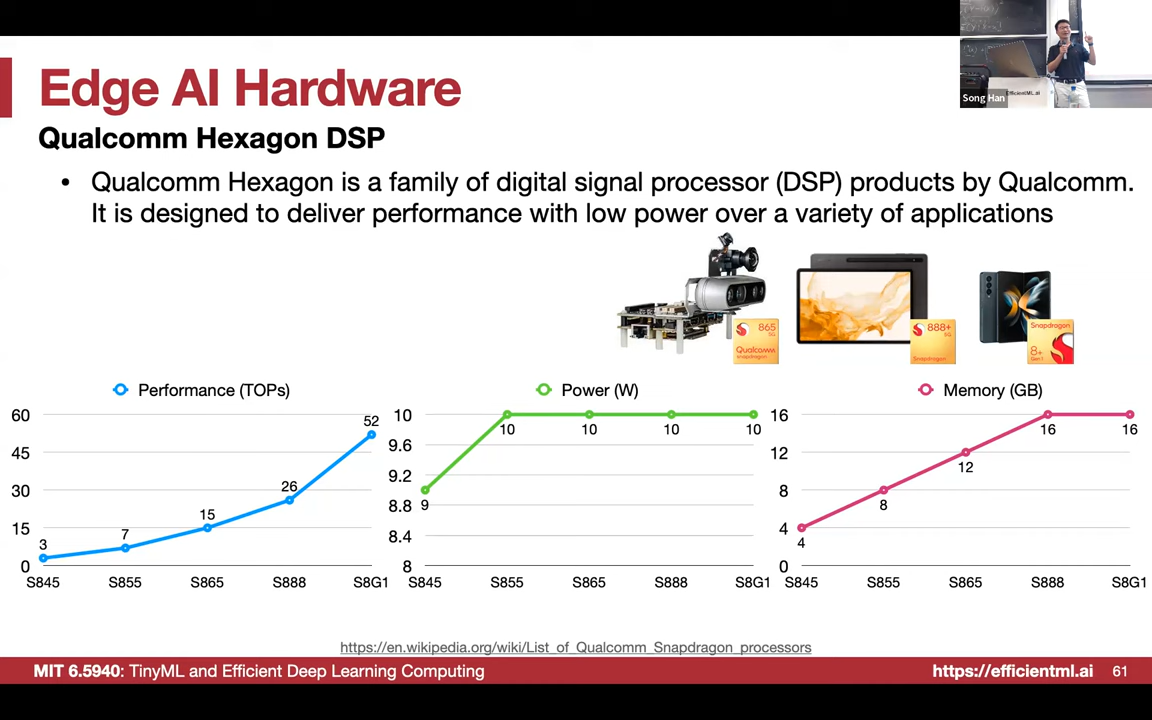 Edge AI Hardware
Song Han
EfficientML.ai
Qualcomm Hexagon DSP
• Qualcomm Hexagon is a family of digital signal processor (DSP) products by Qualcomm.
It is designed to deliver performance with low power over a variety of applications
865
5G
Qualcomm
snapdragon
888+
5G
Snapdragon
Snapdragon
8+
Gen 1
Performance (TOPs)
60
45
30
15
0
3
7
15
26
52
S845
S855
S865
S888
S8G1
Power (W)
10
9.6
9.2
8.8
8.4
8
9
10
10
10
10
S845
S855
S865
S888
S8G1
Memory (GB)
16
12
8
4
0
4
8
12
16
16
S845
S855
S865
S888
S8G1
https://en.wikipedia.org/wiki/List_of_Qualcomm_Snapdragon_processors
MIT 6.5940: TinyML and Efficient Deep Learning Computing
https://efficientml.ai
61